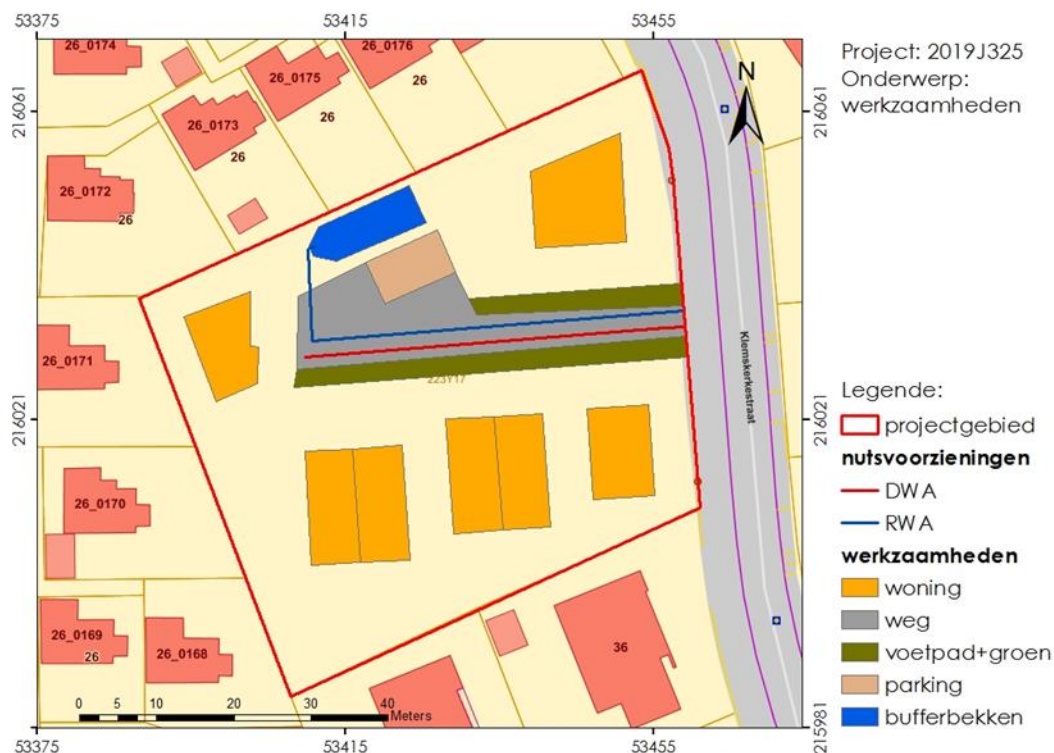 53375
53415
53455
26_0174
26_0176
26_0175
26
26
Project: 2019J325
Onderwerp:
werkzaamheden
N
216061
216061
26_0173
26
26_0172
26
26_0171
223Y17
Klemskerkestraat
216021
216021
Legende:
projectgebied
nutsvoorzieningen
DWA
RWA
werkzaamheden
woning
weg
voetpad+groen
parking
bufferbekken
26_0170
26_0169
26
26_0168
36
0 5 10 20 30 40
Meters
215981
53375
53415
53455